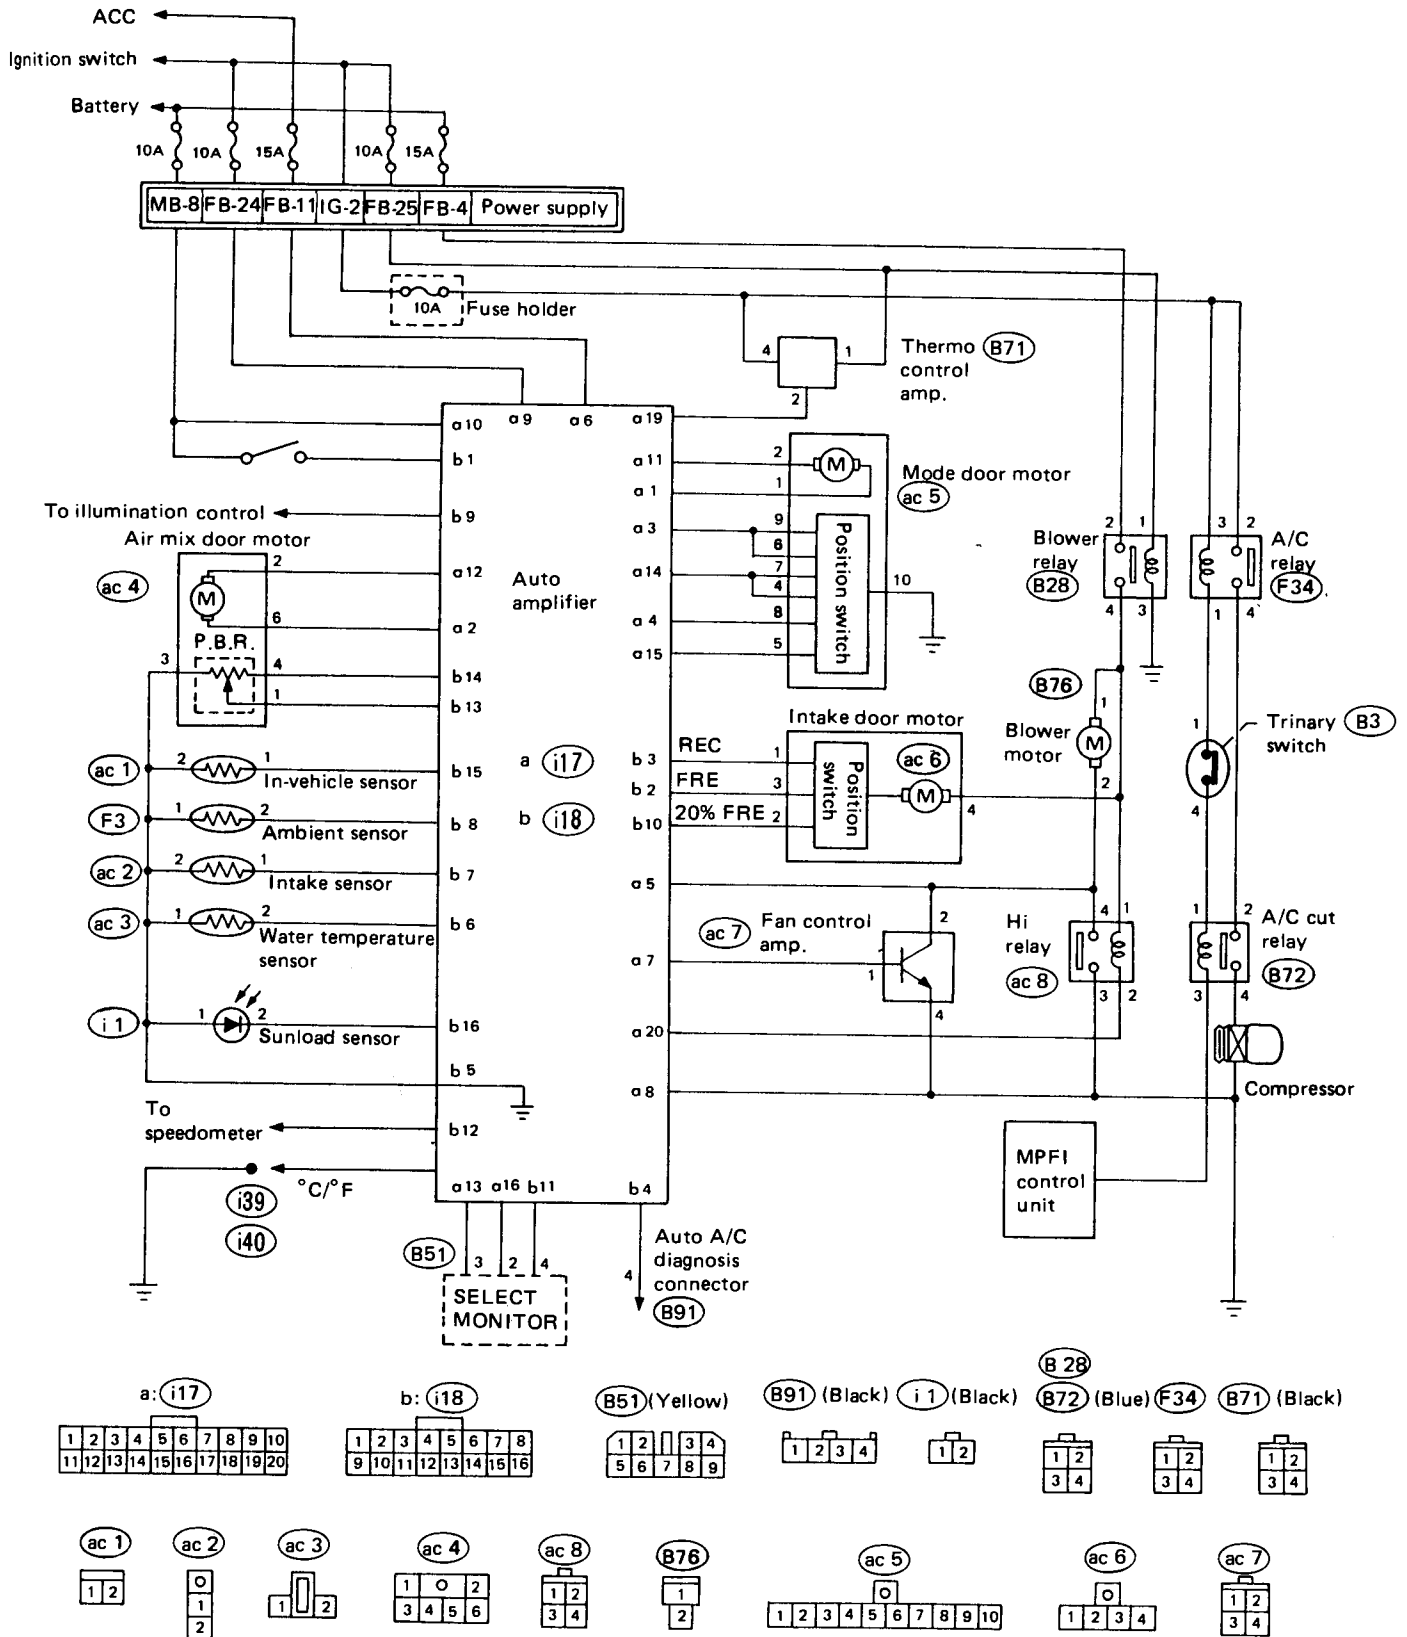 ACC
Ignition switch
Battery
10A 10A 15A 10A 15A
MB-8 FB-24 FB-11 IG-2 FB-25 FB-4 Power supply
10A Fuse holder
4 1 2
Thermo B71
control
amp.
a10 a9 a6 a19
b1 a11 2
a1 1
Mode door motor
ac 5
To illumination control b9
a3 9
6
a14 7
4
a4 8
a15 5
Position switch
10
Air mix door motor
ac 4
M
2 a12
6 a2
P.B.R.
3 4 b14
1 b13
Auto
amplifier
M
2 1
Blower
relay
B28
4 3
3 2
A/C
relay
F34
1 4
B76
1
Blower
motor
M
2
1
Trinary B3
switch
4
Intake door motor
ac 6
b3 REC 1
b2 FRE 3
b10 20% FRE 2
Position
switch
M
4
a i17
b i18
ac 1 2 1 b15
In-vehicle sensor
F3 1 2 b8
Ambient sensor
ac 2 2 1 b7
Intake sensor
ac 3 1 2 b6
Water temperature
sensor
i1 1 2 b16
Sunload sensor
b5
a5
ac 7 Fan control
amp.
2
a7 1
4
a20
a8
Hi
relay
ac 8
4 1
3 2
1 2
A/C cut
relay
B72
3 4
Compressor
To
speedometer b12
°C/°F
i39
i40
a13 a16 b11 b4
B51 3 2 4
SELECT
MONITOR
4
Auto A/C
diagnosis
connector
B91
MPFI
control
unit
a: i17
1 2 3 4 5 6 7 8 9 10
11 12 13 14 15 16 17 18 19 20
b: i18
1 2 3 4 5 6 7 8
9 10 11 12 13 14 15 16
B51 (Yellow)
1 2 3 4
5 6 7 8 9
B91 (Black)
1 2 3 4
i1 (Black)
1 2
B28
B72 (Blue)
1 2
3 4
F34
1 2
3 4
B71 (Black)
1 2
3 4
ac 1
1 2
ac 2
1
2
ac 3
1 2
ac 4
1 2
3 4 5 6
ac 8
1 2
3 4
B76
1
2
ac 5
1 2 3 4 5 6 7 8 9 10
ac 6
1 2 3 4
ac 7
1 2
3 4